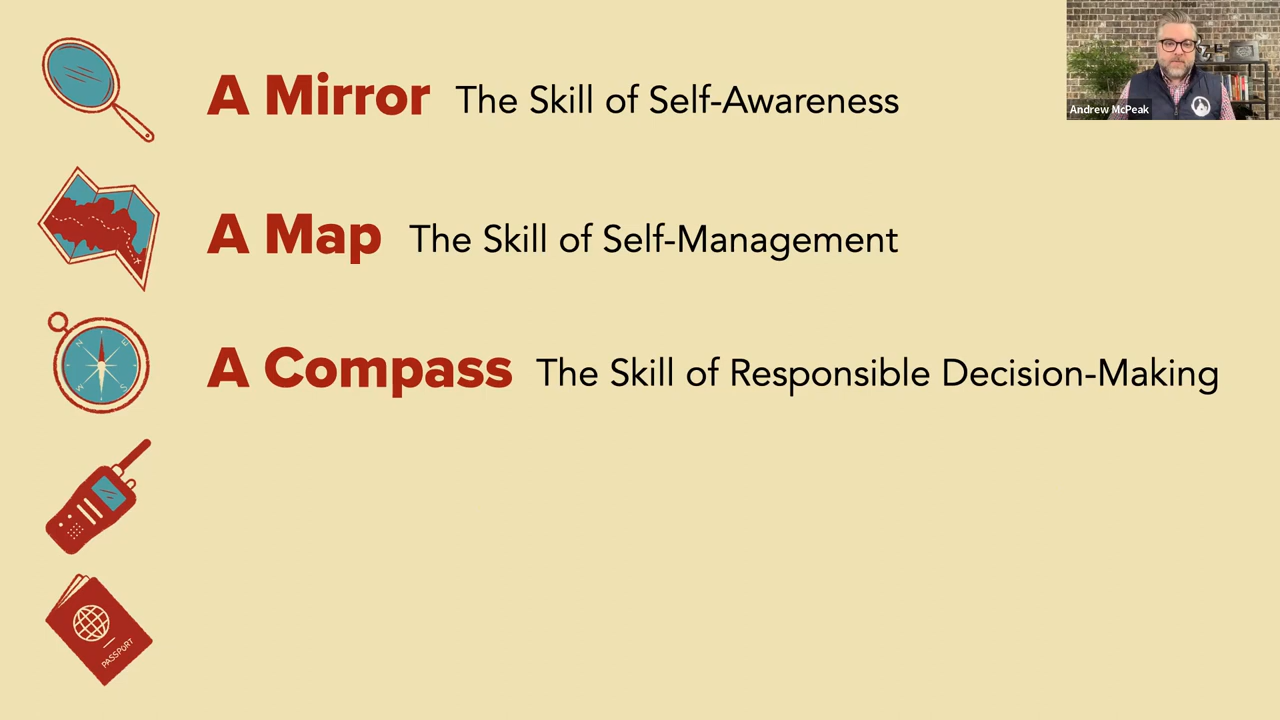 A Mirror The Skill of Self-Awareness
Andrew McPeak
A Map The Skill of Self-Management
N
E
W
S
A Compass The Skill of Responsible Decision-Making
PASSPORT